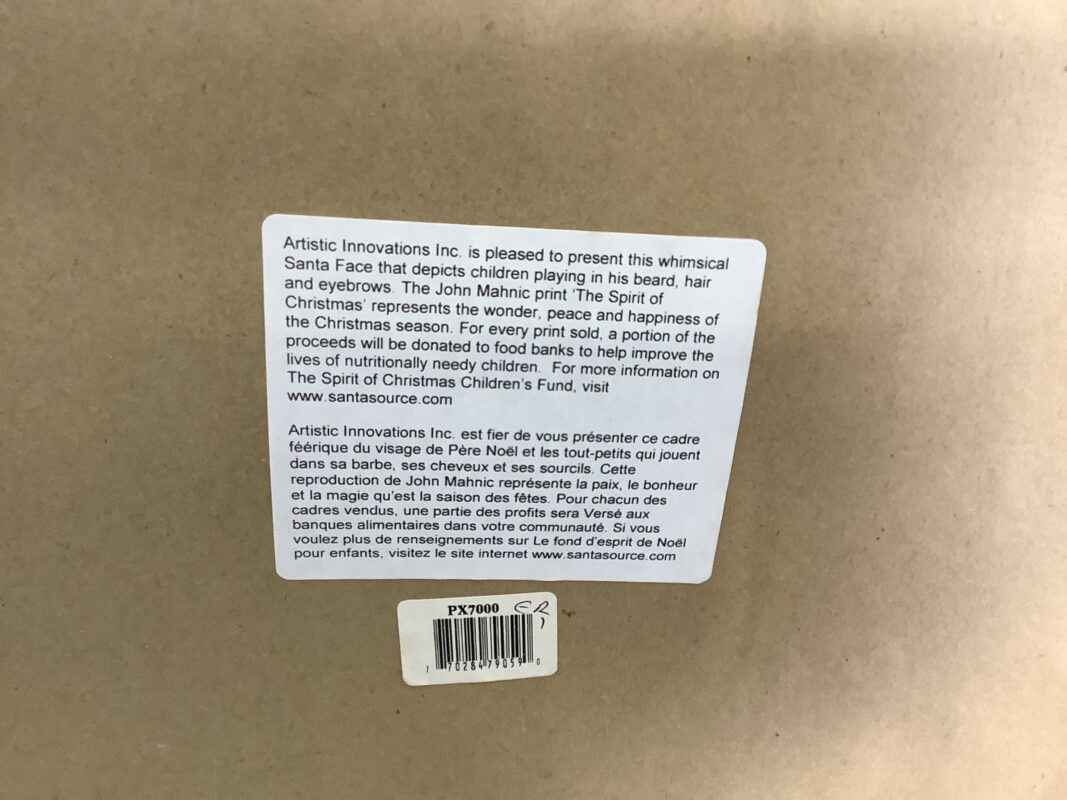 Artistic Innovations Inc. is pleased to present this whimsical
Santa Face that depicts children playing in his beard, hair
and eyebrows. The John Mahnic print 'The Spirit of
Christmas' represents the wonder, peace and happiness of
the Christmas season. For every print sold, a portion of the
proceeds will be donated to food banks to help improve the
lives of nutritionally needy children. For more information on
The Spirit of Christmas Children's Fund, visit
www.santasource.com
Artistic Innovations Inc. est fier de vous présenter ce cadre
féérique du visage de Père Noël et les tout-petits qui jouent
dans sa barbe, ses cheveux et ses sourcils. Cette
reproduction de John Mahnic représente la paix, le bonheur
et la magie qu'est la saison des fêtes. Pour chacun des
cadres vendus, une partie des profits sera Versé aux
banques alimentaires dans votre communauté. Si vous
voulez plus de renseignements sur Le fond d'esprit de Noël
pour enfants, visitez le site internet www.santasource.com
PX7000
7 70284 79059 0